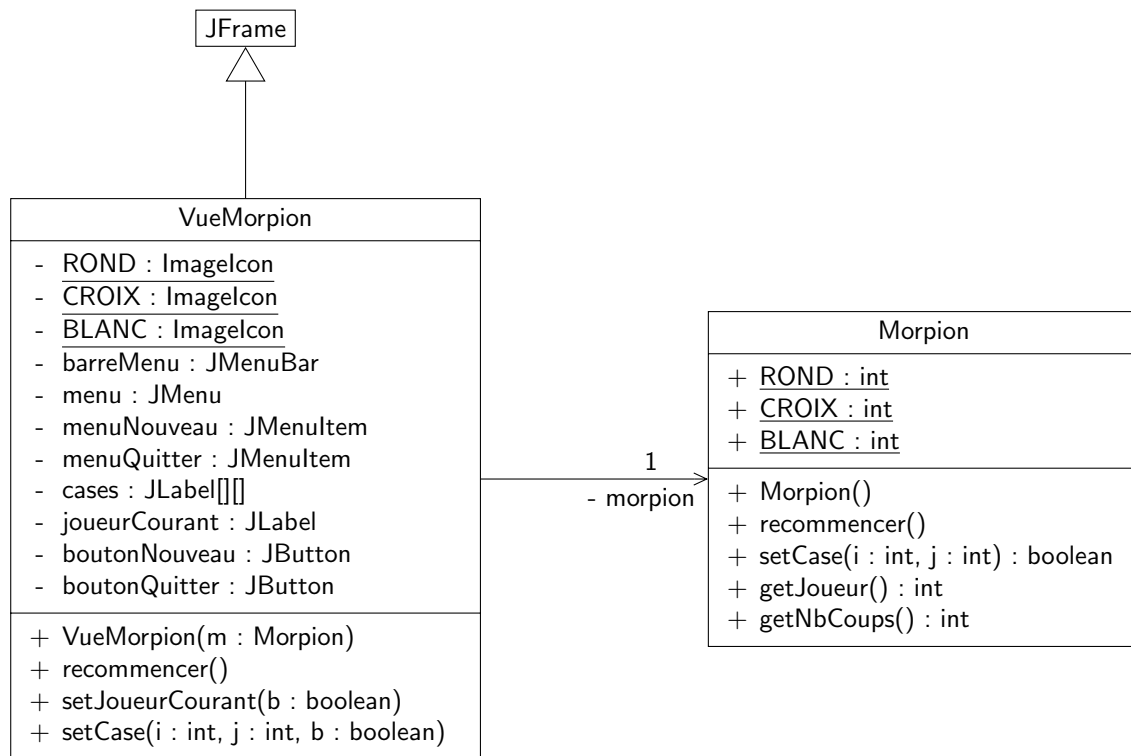 JFrame
VueMorpion
- ROND : ImageIcon
- CROIX : ImageIcon
- BLANC : ImageIcon
- barreMenu : JMenuBar
- menu : JMenu
- menuNouveau : JMenuItem
- menuQuitter : JMenuItem
- cases : JLabel[][]
- joueurCourant : JLabel
- boutonNouveau : JButton
- boutonQuitter : JButton
+ VueMorpion(m : Morpion)
+ recommencer()
+ setJoueurCourant(b : boolean)
+ setCase(i : int, j : int, b : boolean)
1
- morpion
Morpion
+ ROND : int
+ CROIX : int
+ BLANC : int
+ Morpion()
+ recommencer()
+ setCase(i : int, j : int) : boolean
+ getJoueur() : int
+ getNbCoups() : int